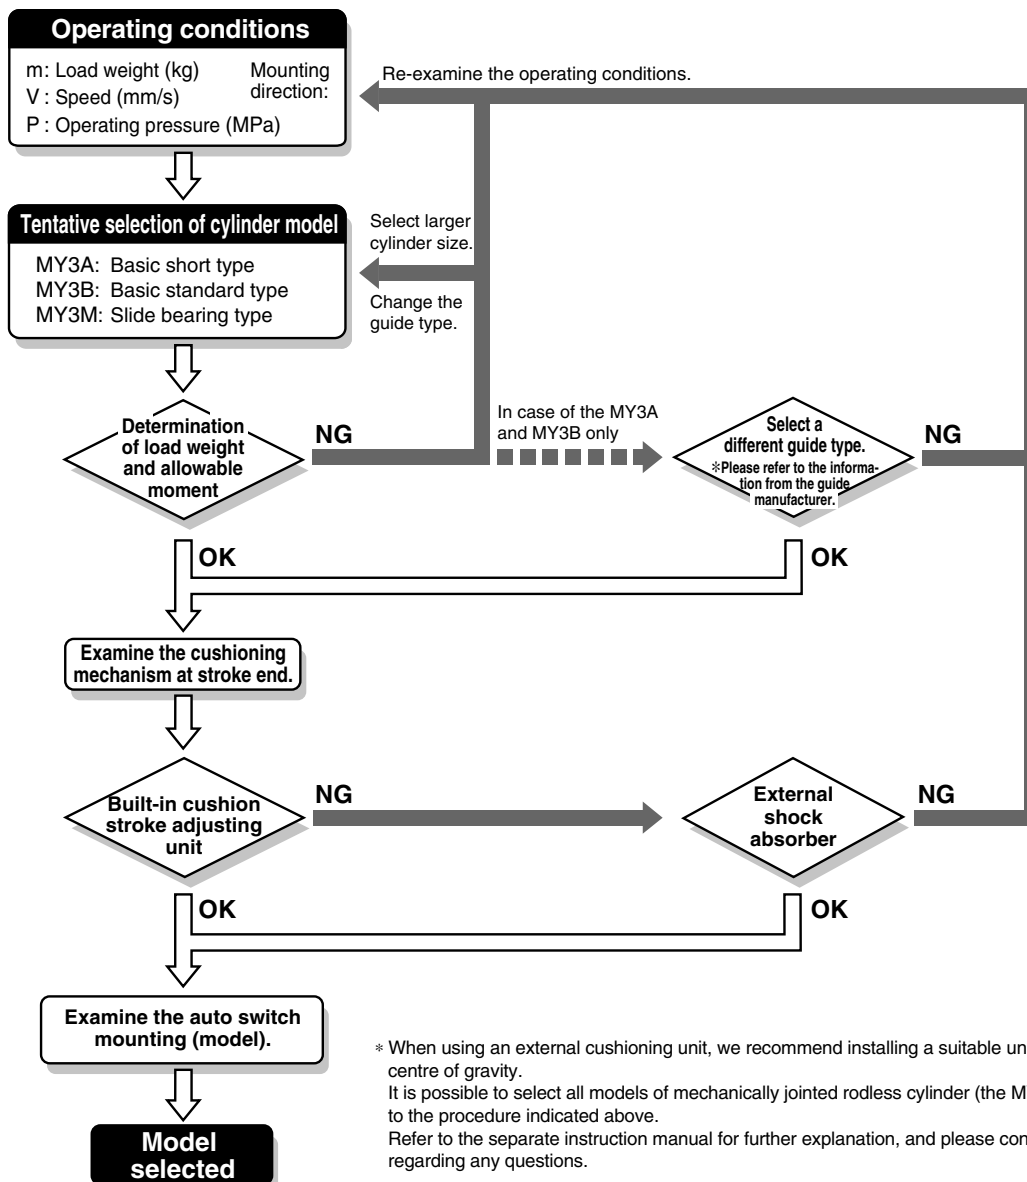 Operating conditions
m: Load weight (kg)
V : Speed (mm/s)
P : Operating pressure (MPa)
Mounting
direction:
Re-examine the operating conditions.
Tentative selection of cylinder model
MY3A: Basic short type
MY3B: Basic standard type
MY3M: Slide bearing type
Select larger
cylinder size.
Change the
guide type.
Determination
of load weight
and allowable
moment
NG
In case of the MY3A
and MY3B only
Select a
different guide type.
*Please refer to the informa-
tion from the guide
manufacturer.
NG
OK
OK
Examine the cushioning
mechanism at stroke end.
Built-in cushion
stroke adjusting
unit
NG
External
shock
absorber
NG
OK
OK
Examine the auto switch
mounting (model).
Model
selected
* When using an external cushioning unit, we recommend installing a suitable un
centre of gravity.
It is possible to select all models of mechanically jointed rodless cylinder (the M
to the procedure indicated above.
Refer to the separate instruction manual for further explanation, and please con
regarding any questions.